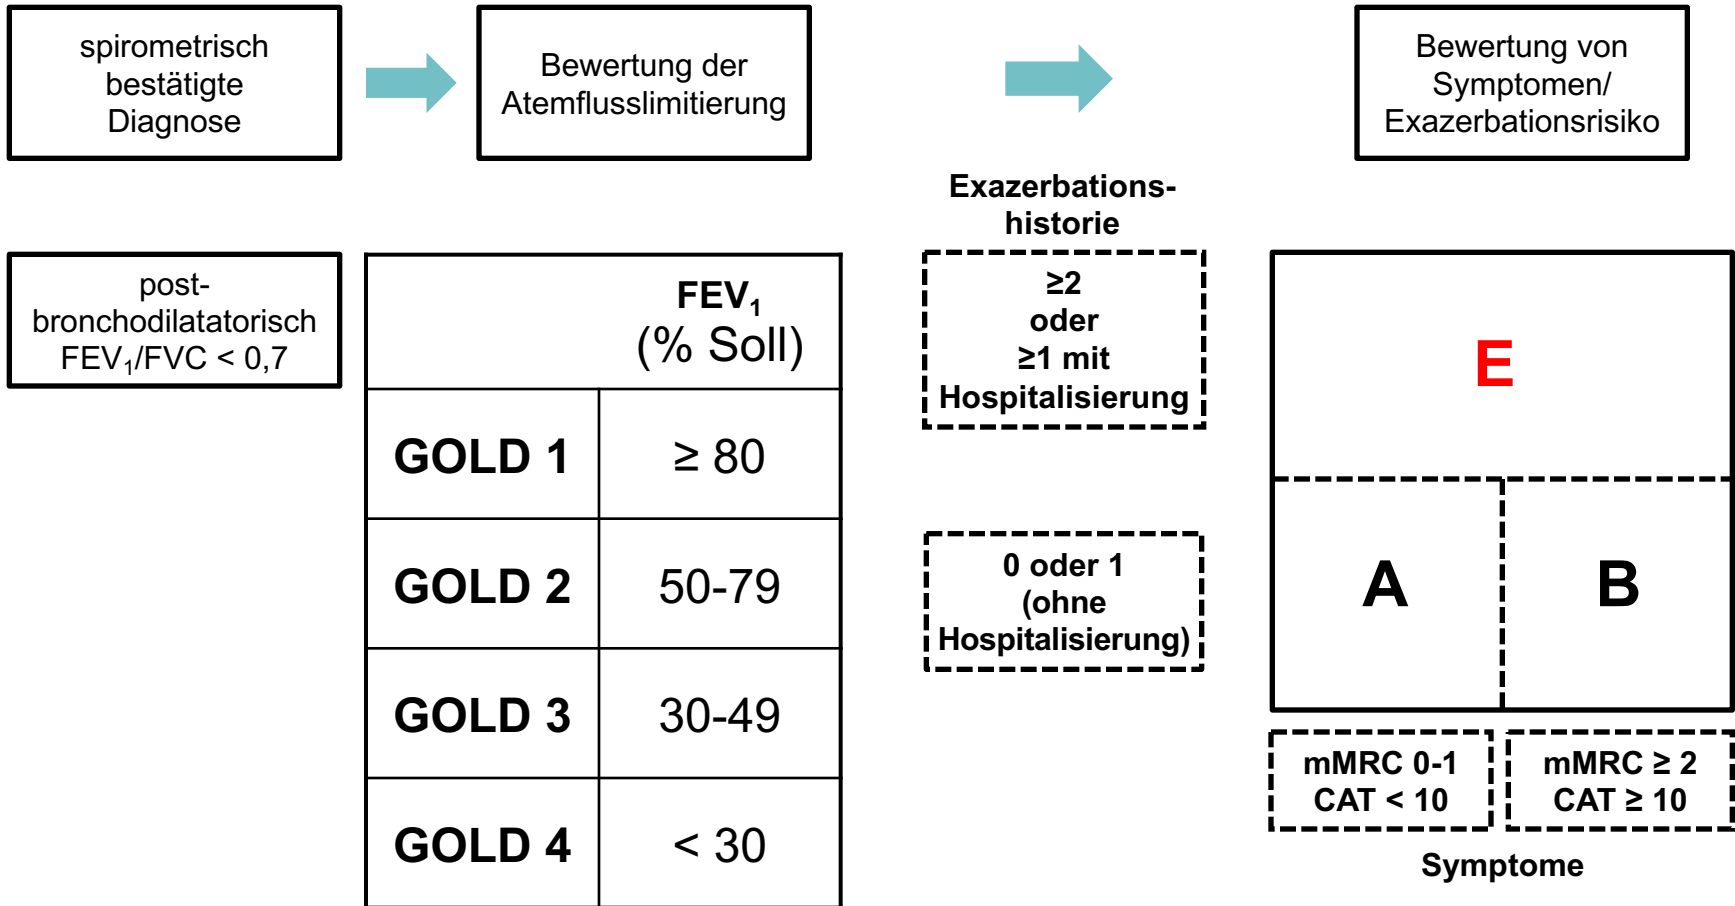 spirometrisch
bestätigte
Diagnose
Bewertung der
Atemflusslimitierung
Bewertung von
Symptomen/
Exazerbationsrisiko
post-
bronchodilatatorisch
FEV₁/FVC < 0,7
FEV₁
(% Soll)
GOLD 1 ≥ 80
GOLD 2 50-79
GOLD 3 30-49
GOLD 4 < 30
Exazerbations-
historie
≥2
oder
≥1 mit
Hospitalisierung
0 oder 1
(ohne
Hospitalisierung)
E
A B
mMRC 0-1
CAT < 10
mMRC ≥ 2
CAT ≥ 10
Symptome